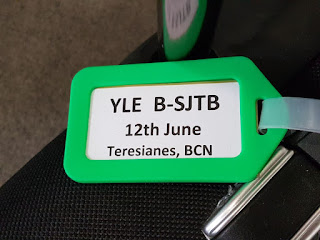 YLE B-SJTB
12th June
Teresianes, BCN